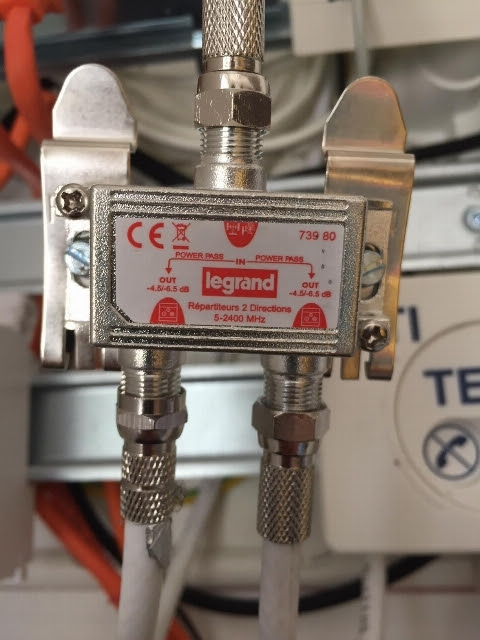 CE
739 80
POWER PASS IN POWER PASS
OUT
-4.5/-6.5 dB
legrand
OUT
-4.5/-6.5 dB
Répartiteurs 2 Directions
5-2400 MHz
TI
TE